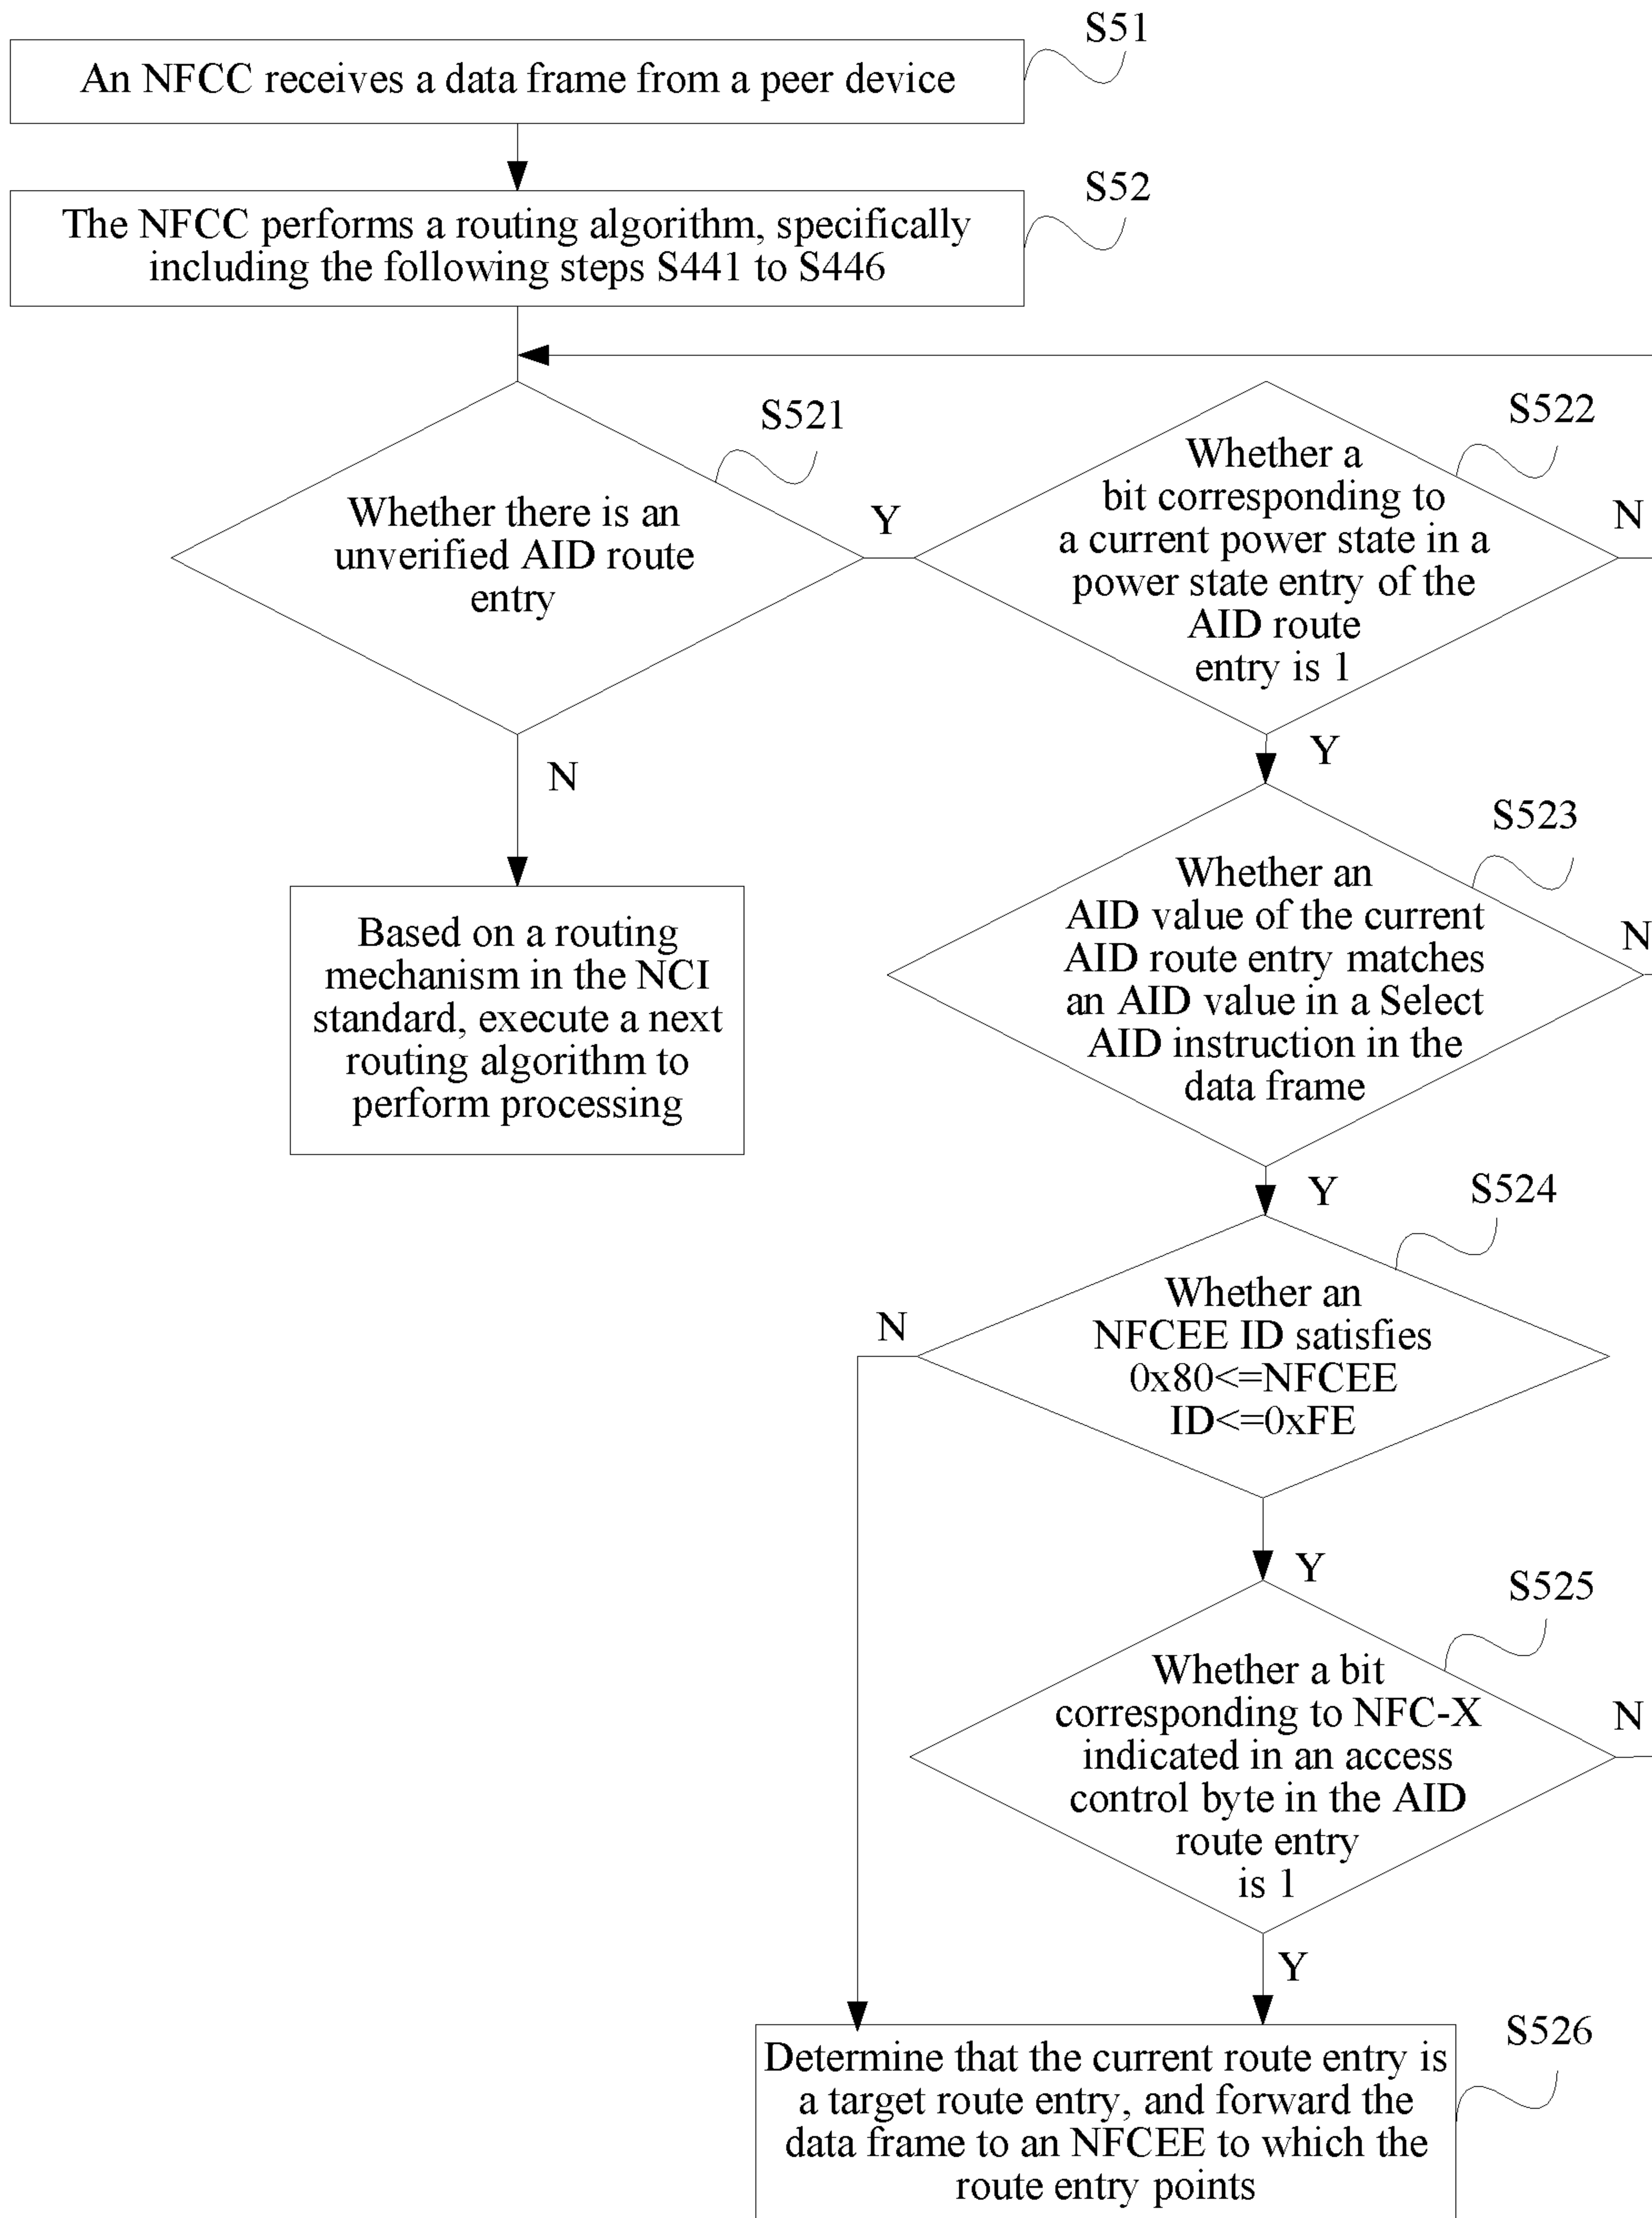 S51
An NFCC receives a data frame from a peer device
S52
The NFCC performs a routing algorithm, specifically
including the following steps S441 to S446
S521
Whether there is an
unverified AID route
entry
Y
N
S522
Whether a
bit corresponding to
a current power state in a
power state entry of the
AID route
entry is 1
N
Y
Based on a routing
mechanism in the NCI
standard, execute a next
routing algorithm to
perform processing
S523
Whether an
AID value of the current
AID route entry matches
an AID value in a Select
AID instruction in the
data frame
N
Y
S524
Whether an
NFCEE ID satisfies
0x80<=NFCEE
ID<=0xFE
N
Y
S525
Whether a bit
corresponding to NFC-X
indicated in an access
control byte in the AID
route entry
is 1
N
Y
S526
Determine that the current route entry is
a target route entry, and forward the
data frame to an NFCEE to which the
route entry points